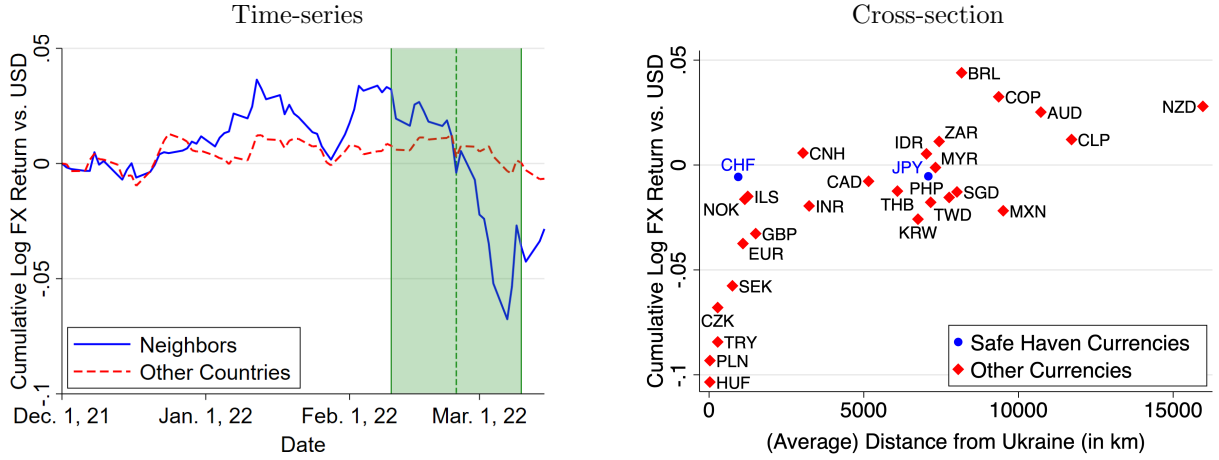 Time-series
Cumulative Log FX Return vs. USD
.05
0
-.05
-.1
Neighbors
Other Countries
Dec. 1, 21
Jan. 1, 22
Feb. 1, 22
Mar. 1, 22
Date
Cross-section
Cumulative Log FX Return vs. USD
.05
0
-.05
-.1
BRL
COP
AUD
NZD
CLP
ZAR
IDR
MYR
CNH
CHF
JPY
CAD
PHP
SGD
ILS
NOK
INR
THB
TWD
MXN
KRW
GBP
EUR
SEK
CZK
TRY
PLN
HUF
Safe Haven Currencies
Other Currencies
0
5000
10000
15000
(Average) Distance from Ukraine (in km)